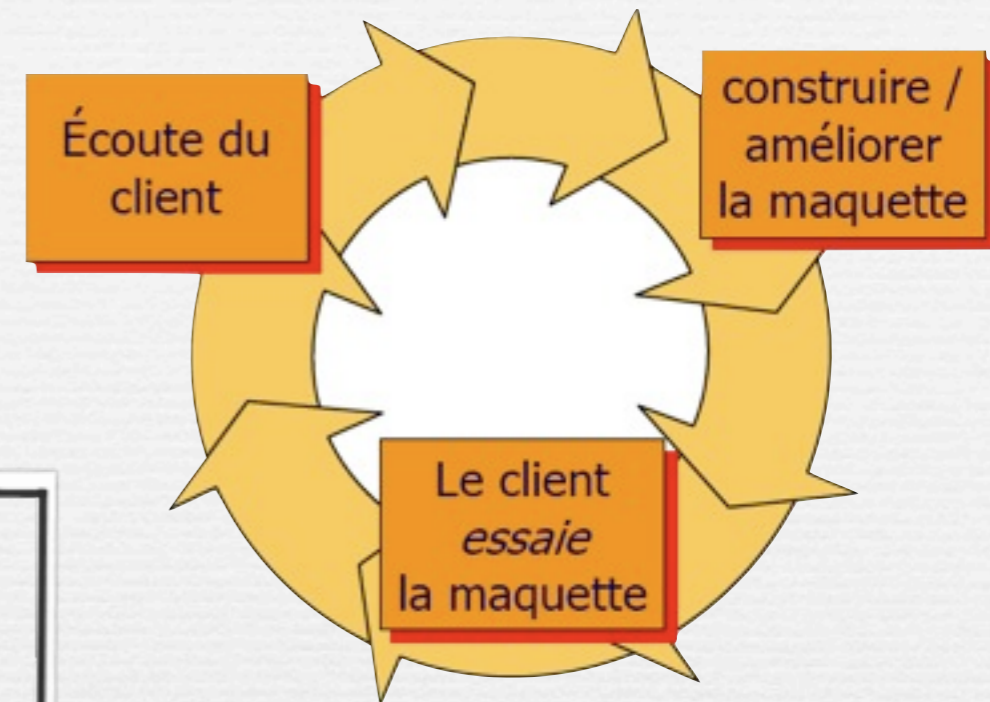 Écoute du
client
construire /
améliorer
la maquette
Le client
essaie
la maquette